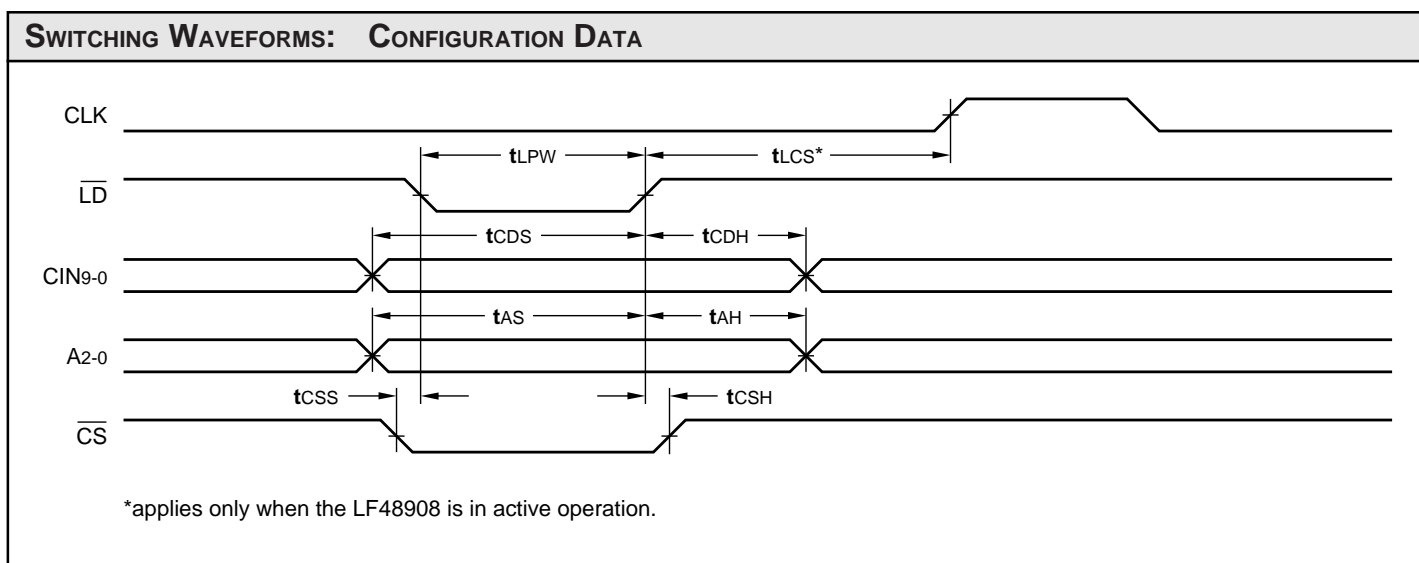 SWITCHING WAVEFORMS: CONFIGURATION DATA
CLK
tLPW
tLCS*
LD
tCDS
tCDH
CIN9-0
tAS
tAH
A2-0
tCSS
tCSH
CS
*applies only when the LF48908 is in active operation.